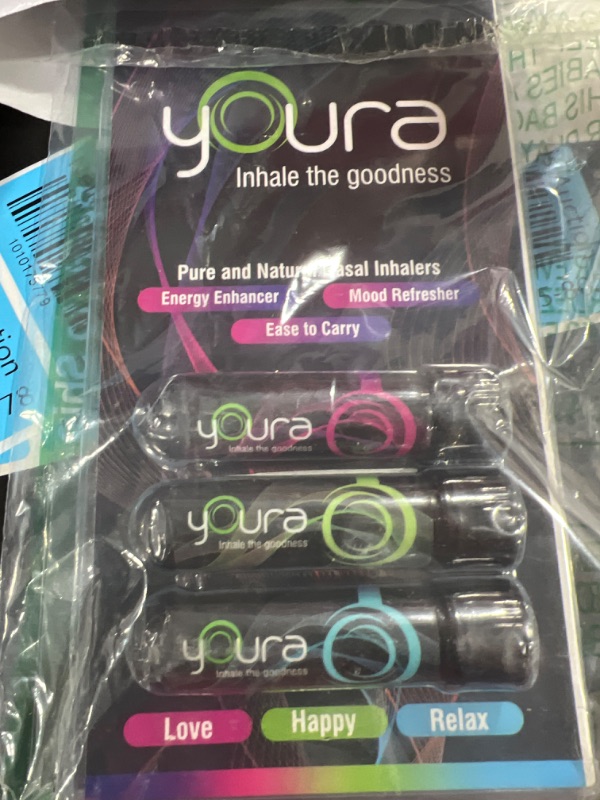 youra
Inhale the goodness
Pure and Natural Nasal Inhalers
Energy Enhancer
Mood Refresher
Ease to Carry
youra
Inhale the goodness
youra
Inhale the goodness
youra
Inhale the goodness
Love
Happy
Relax